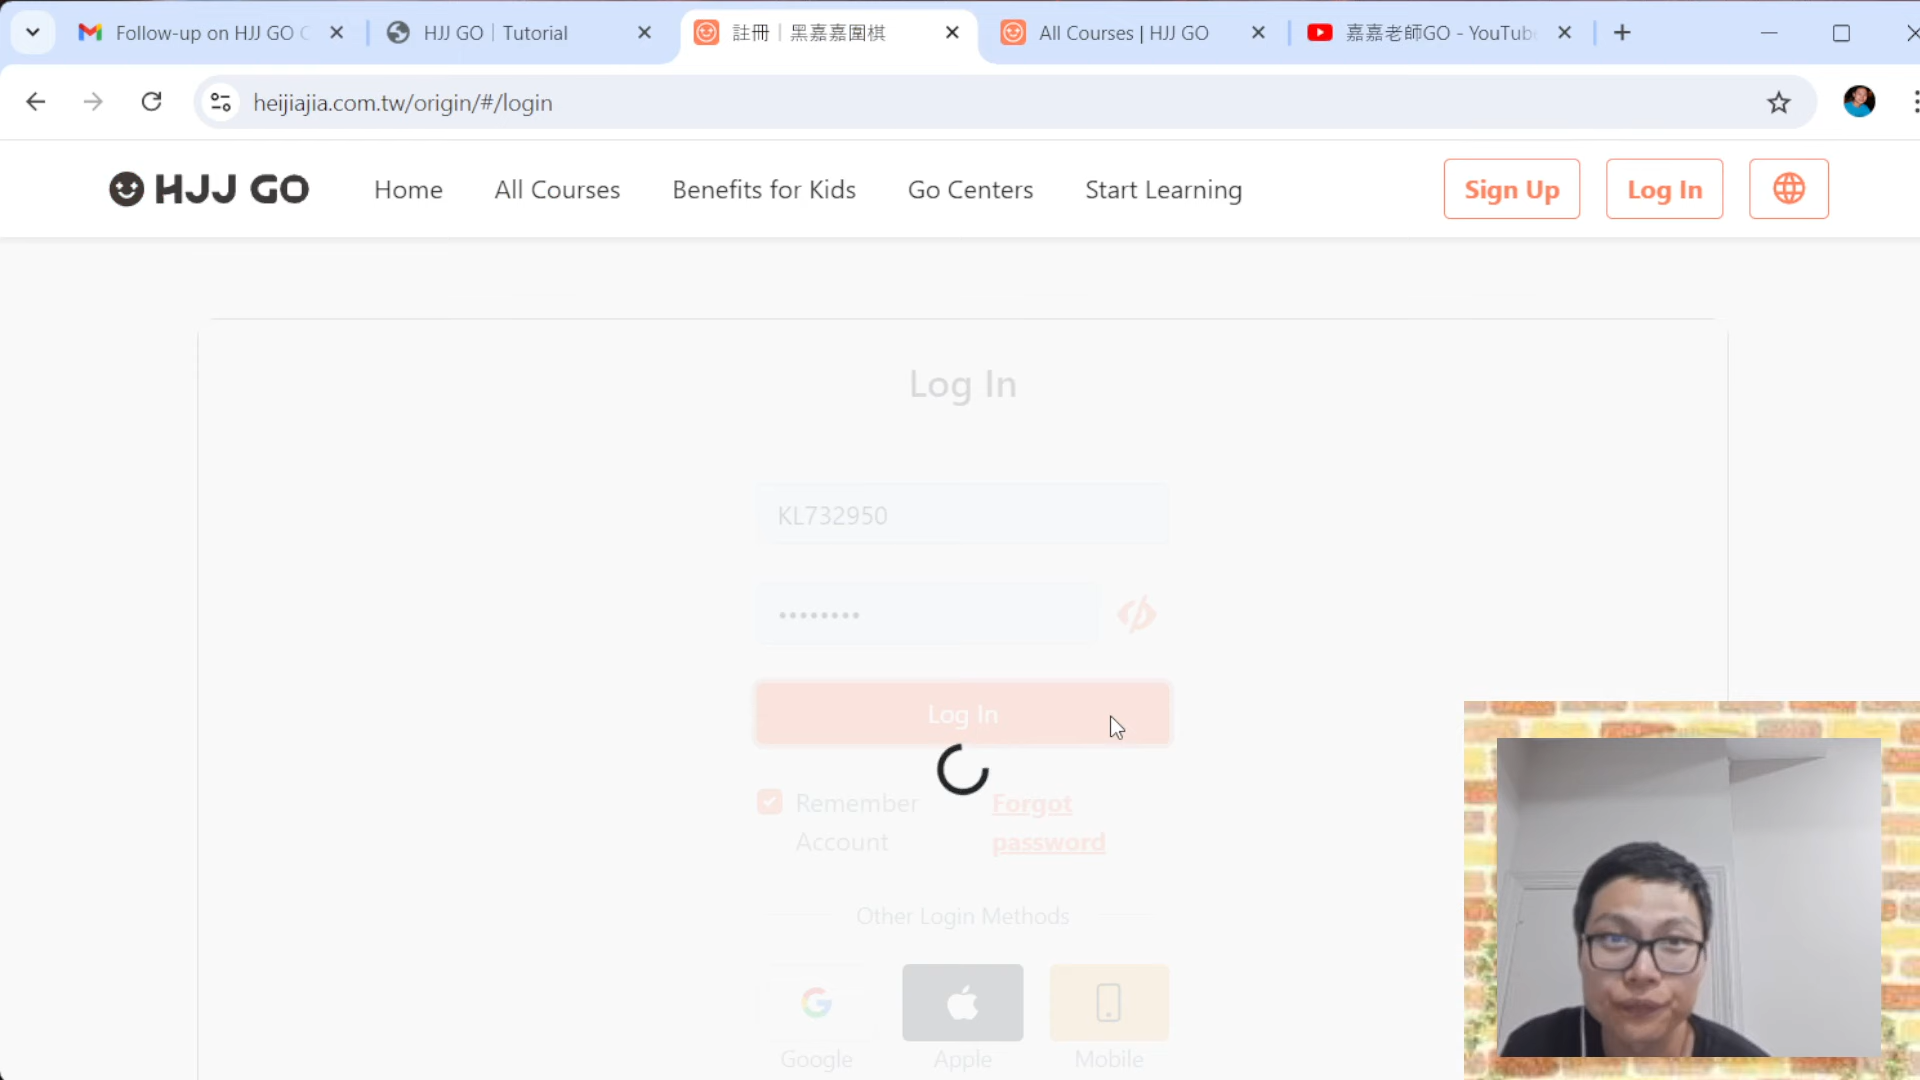 Follow-up on HJJ GO
HJJ GO | Tutorial
註冊 | 黑嘉嘉圍棋
All Courses | HJJ GO
嘉嘉老師GO - YouTub
heijiajia.com.tw/origin/#/login
HJJ GO
Home
All Courses
Benefits for Kids
Go Centers
Start Learning
Sign Up
Log In
Log In
KL732950
••••••••
Log In
Remember
Account
Forgot
password
Other Login Methods
Google
Apple
Mobile